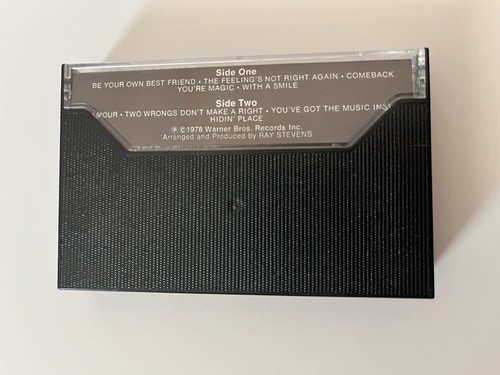 Side One
BE YOUR OWN BEST FRIEND • THE FEELING'S NOT RIGHT AGAIN • COMEBACK
YOU'RE MAGIC • WITH A SMILE
Side Two
MOUR • TWO WRONGS DON'T MAKE A RIGHT • YOU'VE GOT THE MUSIC INSI
HIDIN' PLACE
℗ © 1978 Warner Bros. Records Inc.
Arranged and Produced by RAY STEVENS